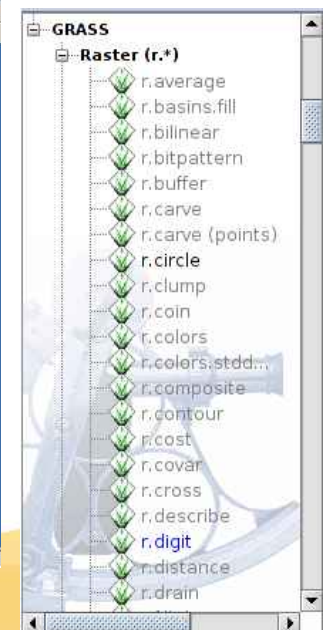 GRASS
Raster (r.*)
r.average
r.basins.fill
r.bilinear
r.bitpattern
r.buffer
r.carve
r.carve (points)
r.circle
r.clump
r.coin
r.colors
r.colors.stdd...
r.composite
r.contour
r.cost
r.covar
r.cross
r.describe
r.digit
r.distance
r.drain